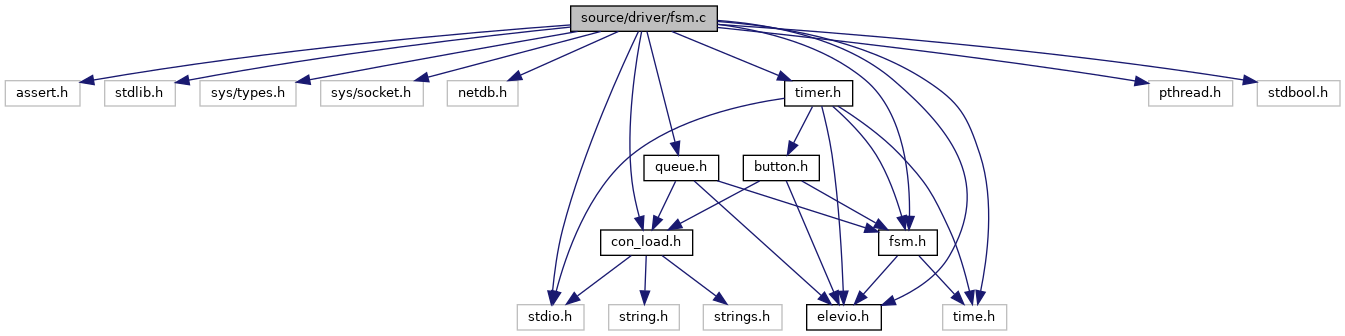 source/driver/fsm.c
assert.h
stdlib.h
sys/types.h
sys/socket.h
netdb.h
timer.h
pthread.h
stdbool.h
queue.h
button.h
con_load.h
fsm.h
stdio.h
string.h
strings.h
elevio.h
time.h